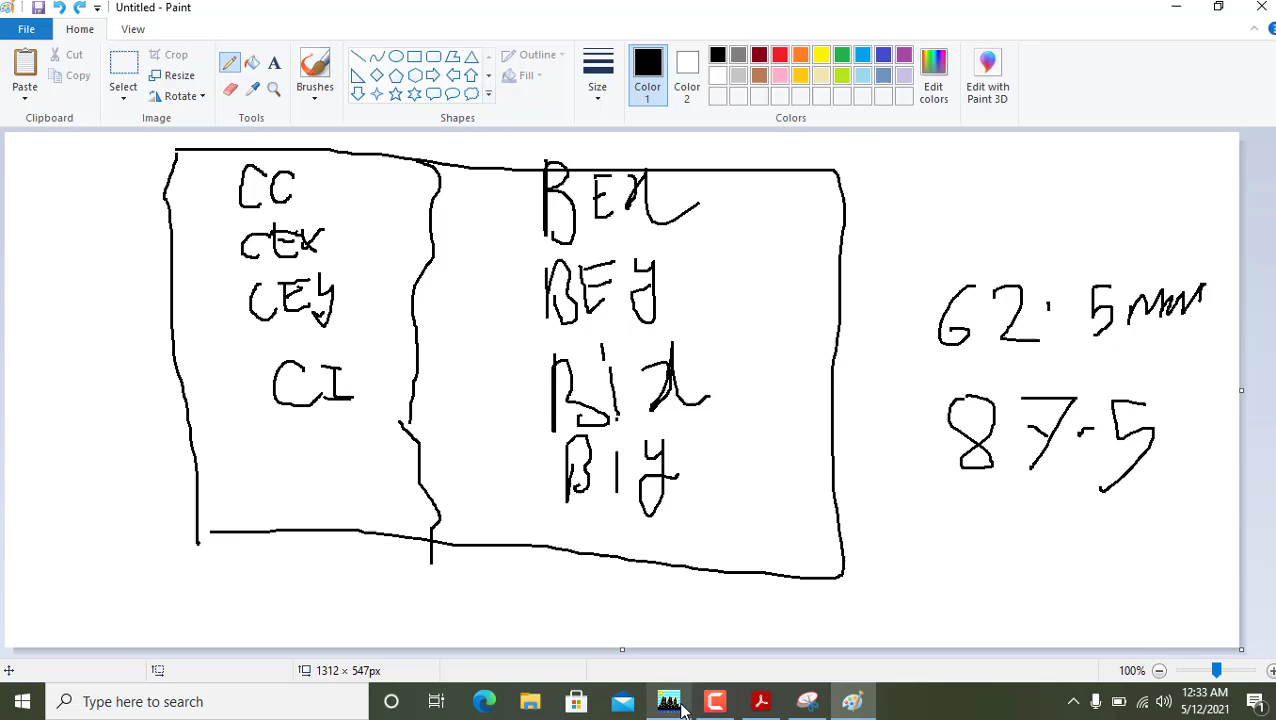 Untitled - Paint
File
Home
View
Paste
Cut
Copy
Clipboard
Select
Crop
Resize
Rotate
Image
Tools
Brushes
Outline
Fill
Shapes
Size
Color 1
Color 2
Edit colors
Colors
Edit with Paint 3D
CC
CEX
CEY
CI
BEX
BEY
BIX
BIY
62.5mm
87.5
1312 × 547px
100%
Type here to search
12:33 AM
5/12/2021